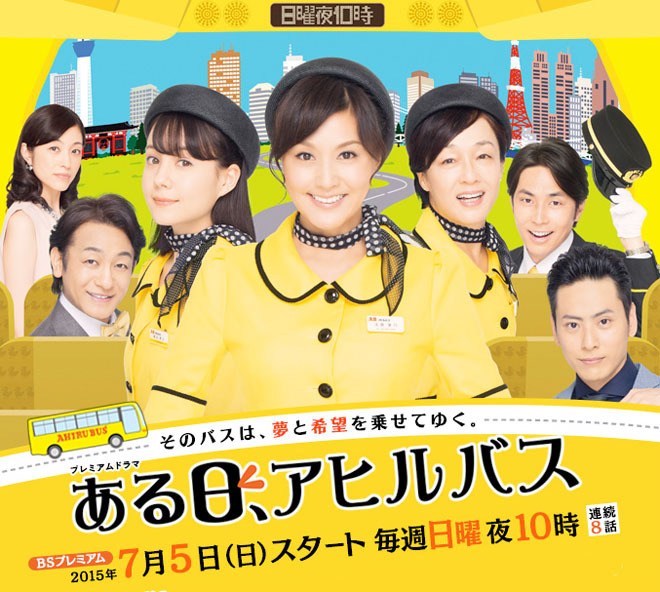 日曜夜10時
AHIRU BUS
そのバスは、夢と希望を乗せてゆく。
プレミアムドラマ
ある日、アヒルバス
BSプレミアム
2015年 7月5日(日)スタート 毎週日曜夜10時 連続8話